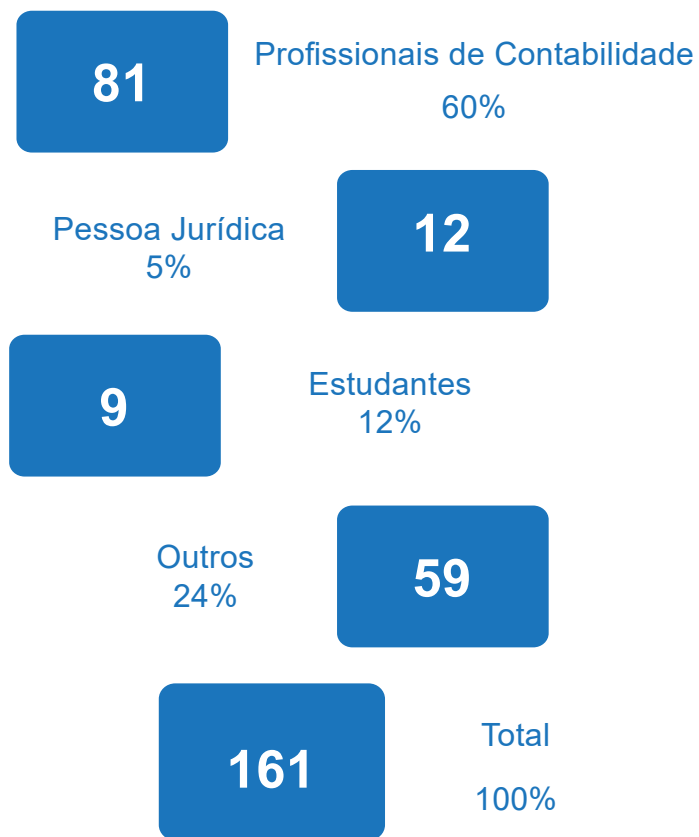 81
Profissionais de Contabilidade
60%
Pessoa Jurídica
5%
12
9
Estudantes
12%
Outros
24%
59
161
Total
100%